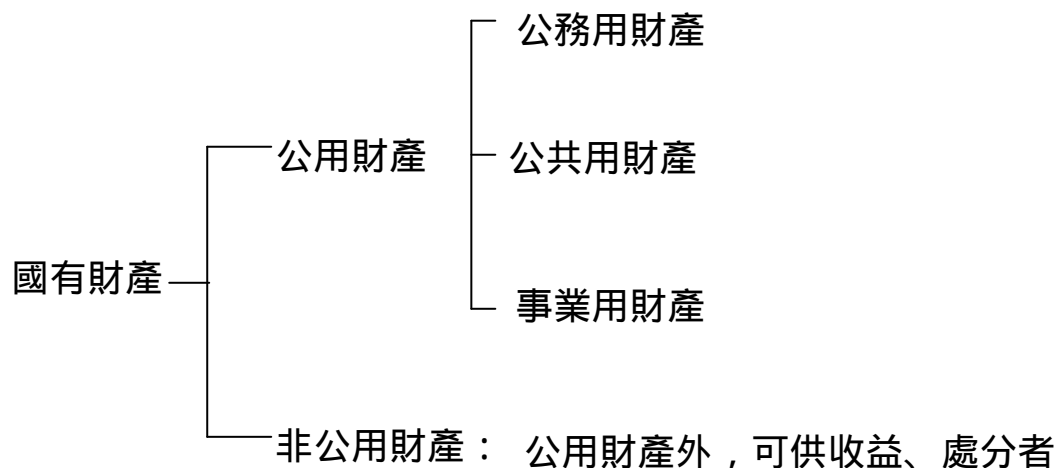 公務用財產
公用財產
公共用財產
國有財產
事業用財產
非公用財產： 公用財產外，可供收益、處分者